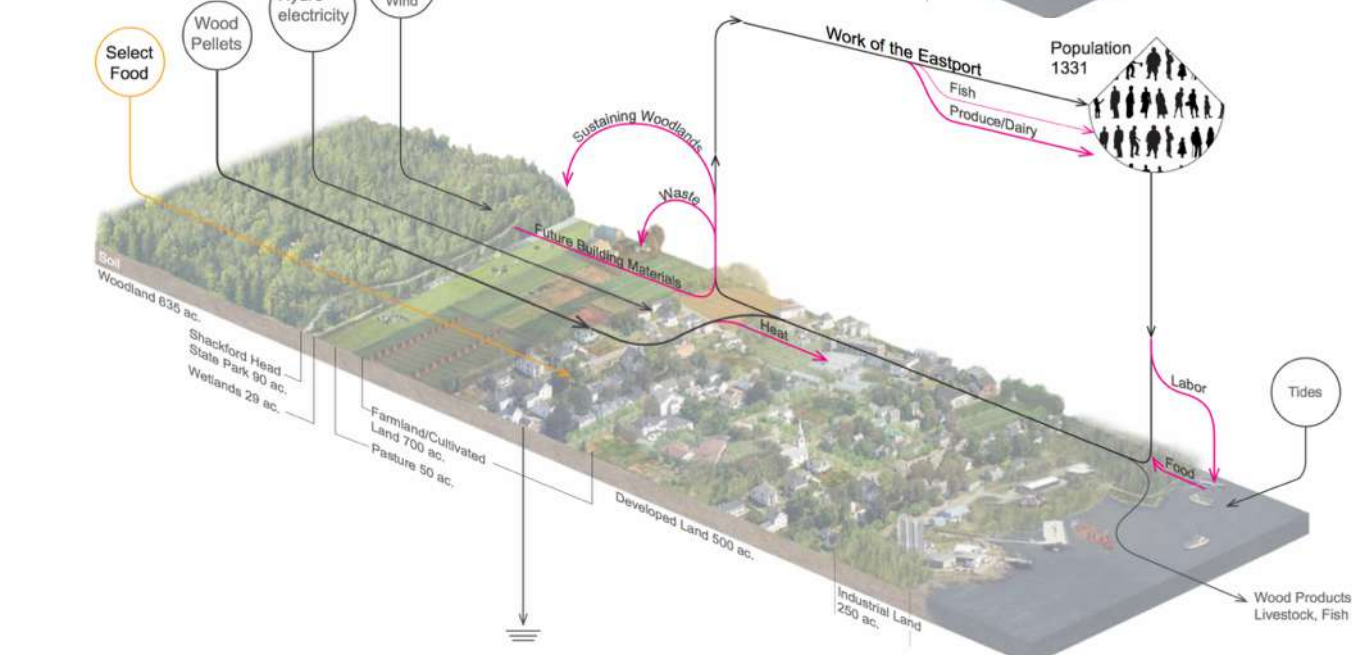 electricity
Wind
Wood
Pellets
Select
Food
Work of the Eastport
Population
1331
Fish
Produce/Dairy
Sustaining Woodlands
Waste
Future Building Materials
Heat
Labor
Tides
Food
Soil
Woodland 635 ac.
Shackford Head
State Park 90 ac.
Wetlands 29 ac.
Farmland/Cultivated
Land 700 ac.
Pasture 50 ac.
Developed Land 500 ac.
Industrial Land
250 ac.
Wood Products
Livestock, Fish